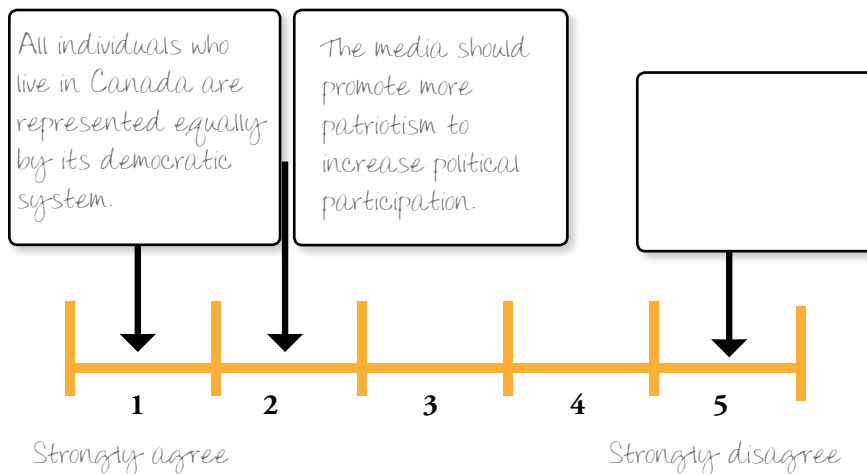 All individuals who
live in Canada are
represented equally
by its democratic
system.
The media should
promote more
patriotism to
increase political
participation.
1 2 3 4 5
Strongly agree Strongly disagree